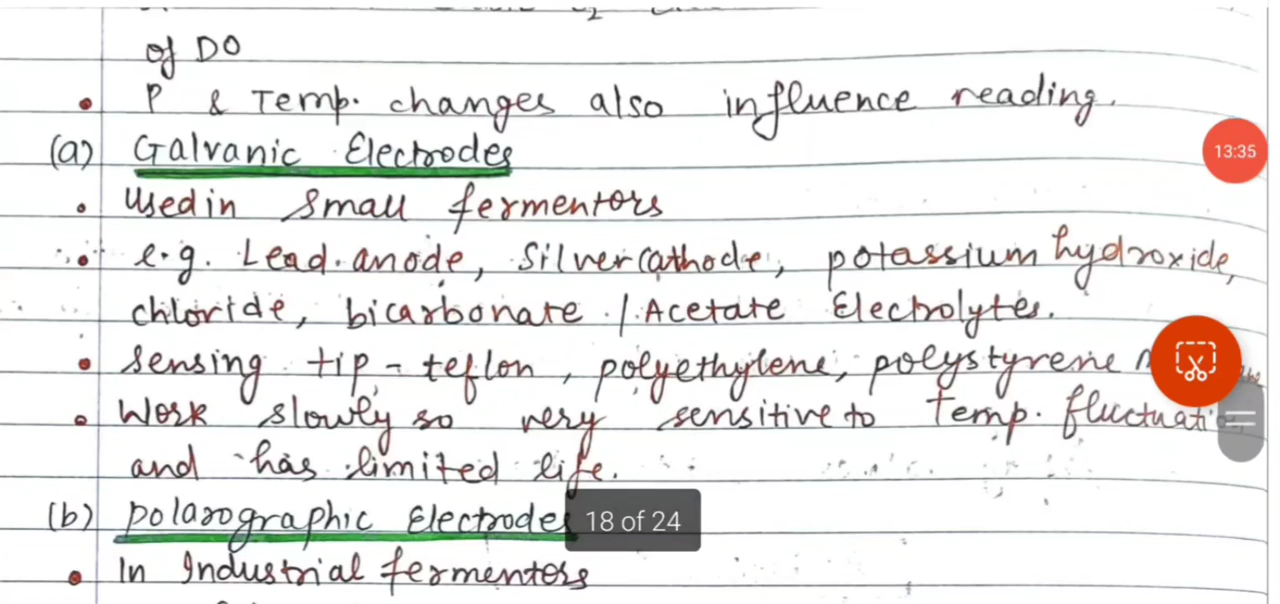 of DO
• P & Temp. changes also influence reading.
(a) Galvanic Electrodes
13:35
• Used in small fermentors
• e.g. Lead.anode, Silver Cathode, potassium hydroxide,
chloride, bicarbonate / Acetate Electrolytes.
• Sensing tip - teflon, polyethylene, polystyrene
• Work slowly so very sensitive to Temp.
and has limited life.
(b) Polarographic Electrodes
18 of 24
• In Industrial fermentors